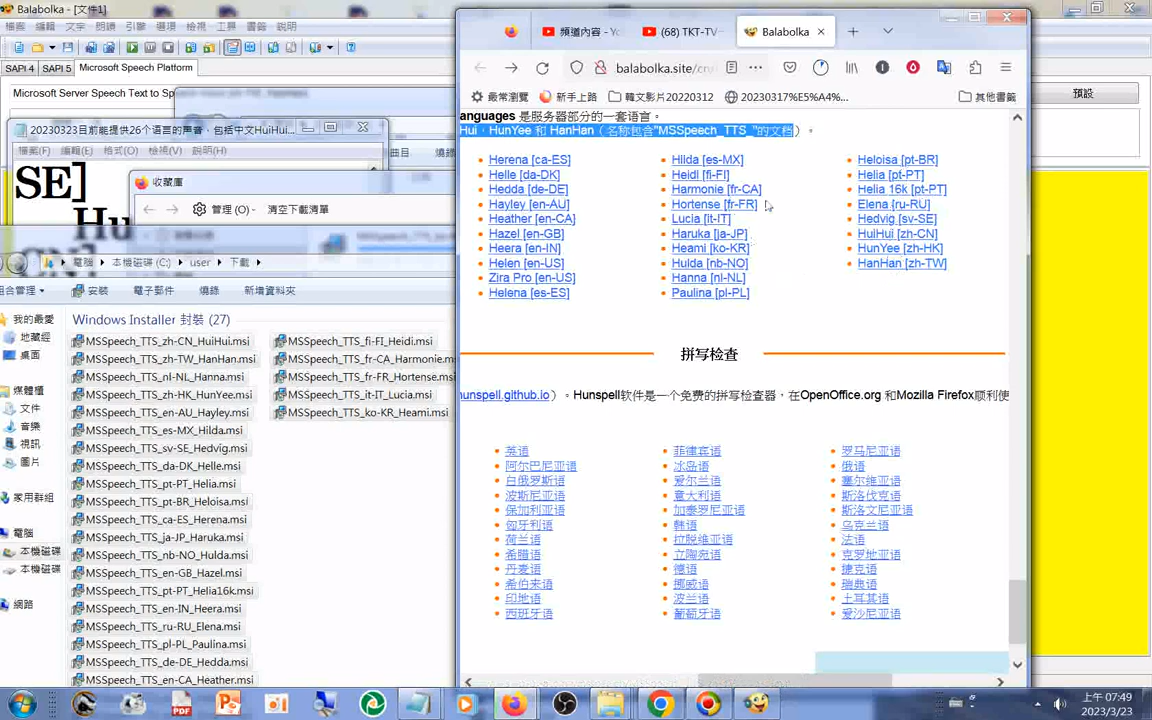 Balabolka - [文件1]
檔案 編輯 文字 朗讀 引擎 選項 檢視 工具 書籤 說明
SAPI 4 SAPI 5 Microsoft Speech Platform
Microsoft Server Speech Text to Sp
預設
20230323目前能提供26个语言的声音，包括中文HuiHui...
檔案(F) 編輯(E) 格式(O) 檢視(V) 說明(H)
SE]
Hu
收藏庫
管理(O) 清空下載清單
電腦 本機磁碟 (C:) user 下載
組合管理 安裝 電子郵件 燒錄 新增資料夾
我的最愛
地藏經
桌面
媒體櫃
文件
音樂
視訊
圖片
家用群組
電腦
本機磁碟
本機磁碟
網路
Windows Installer 封裝 (27)
MSSpeech_TTS_zh-CN_HuiHui.msi
MSSpeech_TTS_zh-TW_HanHan.msi
MSSpeech_TTS_nl-NL_Hanna.msi
MSSpeech_TTS_zh-HK_HunYee.msi
MSSpeech_TTS_en-AU_Hayley.msi
MSSpeech_TTS_es-MX_Hilda.msi
MSSpeech_TTS_sv-SE_Hedvig.msi
MSSpeech_TTS_da-DK_Helle.msi
MSSpeech_TTS_pt-PT_Helia.msi
MSSpeech_TTS_pt-BR_Heloisa.msi
MSSpeech_TTS_ca-ES_Herena.msi
MSSpeech_TTS_ja-JP_Haruka.msi
MSSpeech_TTS_nb-NO_Hulda.msi
MSSpeech_TTS_en-GB_Hazel.msi
MSSpeech_TTS_pt-PT_Helia16k.msi
MSSpeech_TTS_en-IN_Heera.msi
MSSpeech_TTS_ru-RU_Elena.msi
MSSpeech_TTS_pl-PL_Paulina.msi
MSSpeech_TTS_de-DE_Hedda.msi
MSSpeech_TTS_en-CA_Heather.msi
MSSpeech_TTS_fi-FI_Heidi.msi
MSSpeech_TTS_fr-CA_Harmonie.m
MSSpeech_TTS_fr-FR_Hortense.ms
MSSpeech_TTS_it-IT_Lucia.msi
MSSpeech_TTS_ko-KR_Heami.msi
頻道內容 - Yo
(68) TKT-TV-
Balabolka
balabolka.site/cn/
最常瀏覽 新手上路 韓文影片20220312 20230317%E5%A4%... 其他書籤
anguages 是服务器部分的一套语言。
Hui，HunYee 和 HanHan（名称包含"MSSpeech_TTS_"的文档）。
Herena [ca-ES]
Helle [da-DK]
Hedda [de-DE]
Hayley [en-AU]
Heather [en-CA]
Hazel [en-GB]
Heera [en-IN]
Helen [en-US]
Zira Pro [en-US]
Helena [es-ES]
Hilda [es-MX]
Heidi [fi-FI]
Harmonie [fr-CA]
Hortense [fr-FR]
Lucia [it-IT]
Haruka [ja-JP]
Heami [ko-KR]
Hulda [nb-NO]
Hanna [nl-NL]
Paulina [pl-PL]
Heloisa [pt-BR]
Helia [pt-PT]
Helia 16k [pt-PT]
Elena [ru-RU]
Hedvig [sv-SE]
HuiHui [zh-CN]
HunYee [zh-HK]
HanHan [zh-TW]
拼写检查
hunspell.github.io）。Hunspell软件是一个免费的拼写检查器，在OpenOffice.org 和Mozilla Firefox顺利使
英语
阿尔巴尼亚语
白俄罗斯语
波斯尼亚语
保加利亚语
匈牙利语
荷兰语
希腊语
丹麦语
希伯来语
印地语
西班牙语
菲律宾语
冰岛语
爱尔兰语
意大利语
加泰罗尼亚语
韩语
拉脱维亚语
立陶宛语
德语
挪威语
波兰语
葡萄牙语
罗马尼亚语
俄语
塞尔维亚语
斯洛伐克语
斯洛文尼亚语
乌克兰语
法语
克罗地亚语
捷克语
瑞典语
土耳其语
爱沙尼亚语
上午 07:49
2023/3/23